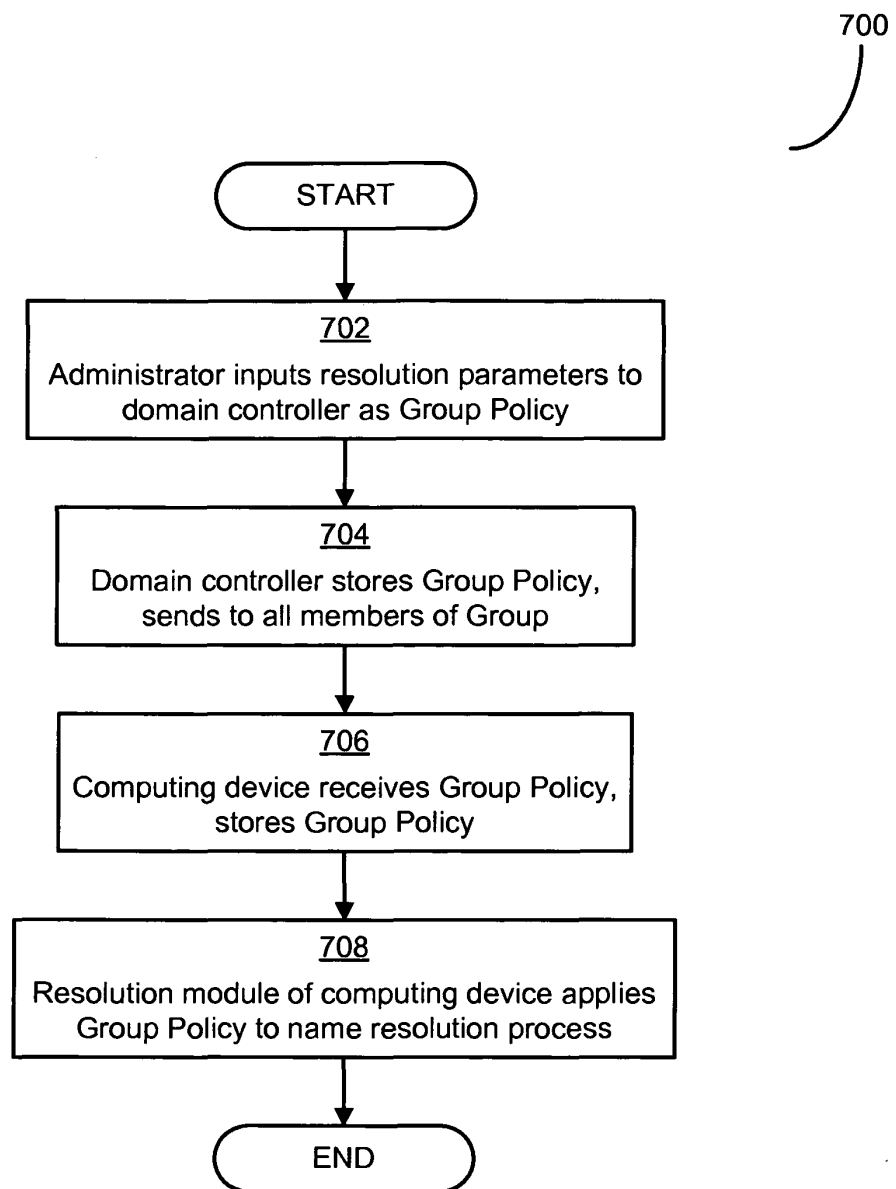 700
START
702
Administrator inputs resolution parameters to
domain controller as Group Policy
704
Domain controller stores Group Policy,
sends to all members of Group
706
Computing device receives Group Policy,
stores Group Policy
708
Resolution module of computing device applies
Group Policy to name resolution process
END